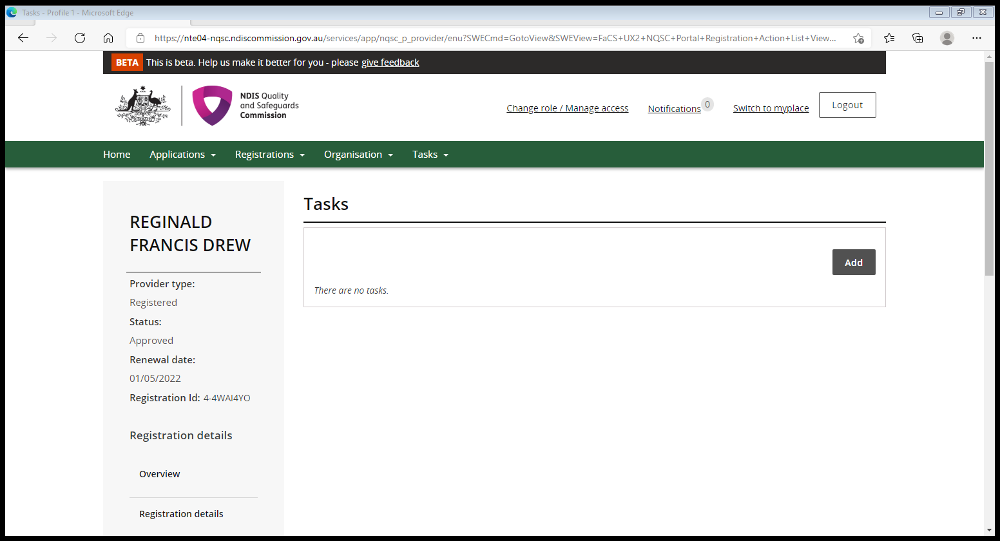 Tasks - Profile 1 - Microsoft Edge
https://nte04-nqsc.ndiscommission.gov.au/services/app/nqsc_p_provider/enu?SWECmd=GotoView&SWEView=FaCS+UX2+NQSC+Portal+Registration+Action+List+View...
BETA This is beta. Help us make it better for you - please give feedback
NDIS Quality
and Safeguards
Commission
Change role / Manage access Notifications 0 Switch to myplace Logout
Home Applications Registrations Organisation Tasks
REGINALD
FRANCIS DREW
Provider type:
Registered
Status:
Approved
Renewal date:
01/05/2022
Registration Id: 4-4WAI4YO
Registration details
Overview
Registration details
Tasks
Add
There are no tasks.